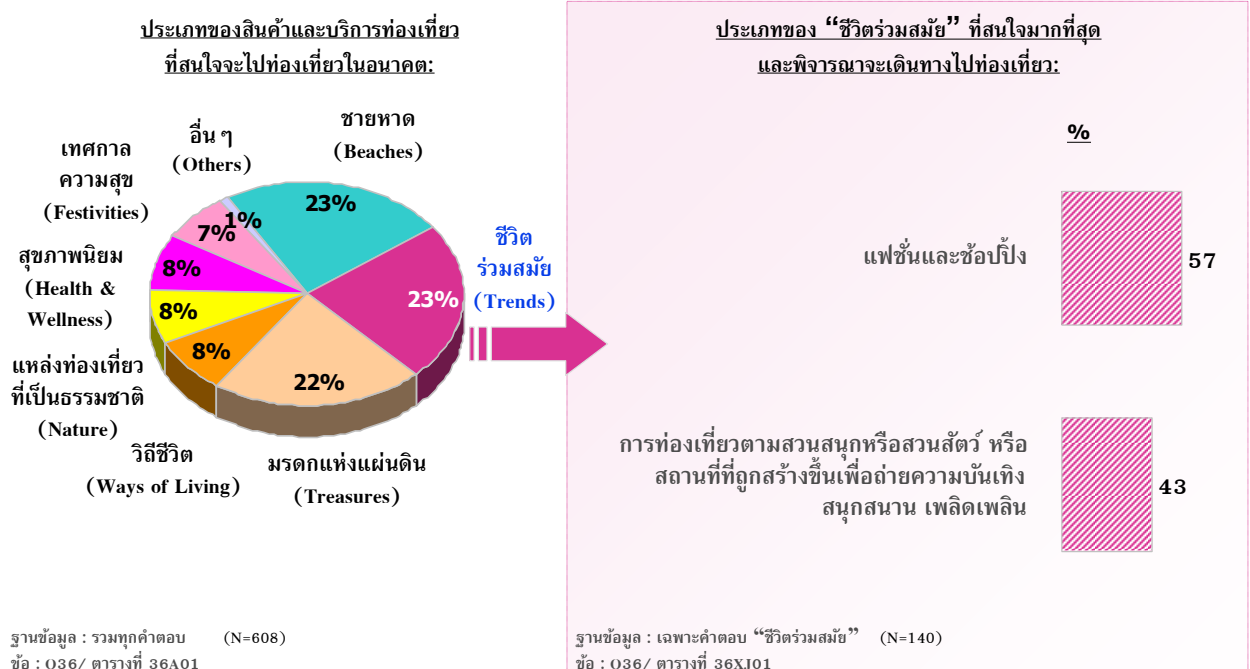 ประเภทของสินค้าและบริการท่องเที่ยว
ที่สนใจจะไปท่องเที่ยวในอนาคต:
ชายหาด
(Beaches)
อื่น ๆ
(Others)
เทศกาล
ความสุข
(Festivities)
สุขภาพนิยม
(Health &
Wellness)
แหล่งท่องเที่ยว
ที่เป็นธรรมชาติ
(Nature)
วิถีชีวิต
(Ways of Living)
มรดกแห่งแผ่นดิน
(Treasures)
ชีวิต
ร่วมสมัย
(Trends)
23%
23%
22%
8%
8%
8%
7%
1%
ฐานข้อมูล : รวมทุกคำตอบ (N=608)
ข้อ : Q36/ ตารางที่ 36A01
ประเภทของ “ชีวิตร่วมสมัย” ที่สนใจมากที่สุด
และพิจารณาจะเดินทางไปท่องเที่ยว:
%
แฟชั่นและช้อปปิ้ง
57
การท่องเที่ยวตามสวนสนุกหรือสวนสัตว์ หรือ
สถานที่ที่ถูกสร้างขึ้นเพื่อถ่ายความบันเทิง
สนุกสนาน เพลิดเพลิน
43
ฐานข้อมูล : เฉพาะคำตอบ “ชีวิตร่วมสมัย” (N=140)
ข้อ : Q36/ ตารางที่ 36XJ01